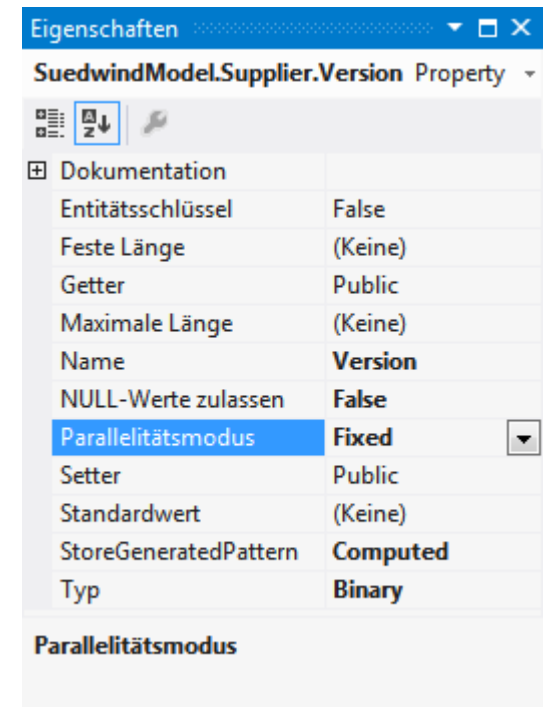 Eigenschaften
SuedwindModel.Supplier.Version Property
Dokumentation
Entitätsschlüssel False
Feste Länge (Keine)
Getter Public
Maximale Länge (Keine)
Name Version
NULL-Werte zulassen False
Parallelitätsmodus Fixed
Setter Public
Standardwert (Keine)
StoreGeneratedPattern Computed
Typ Binary
Parallelitätsmodus